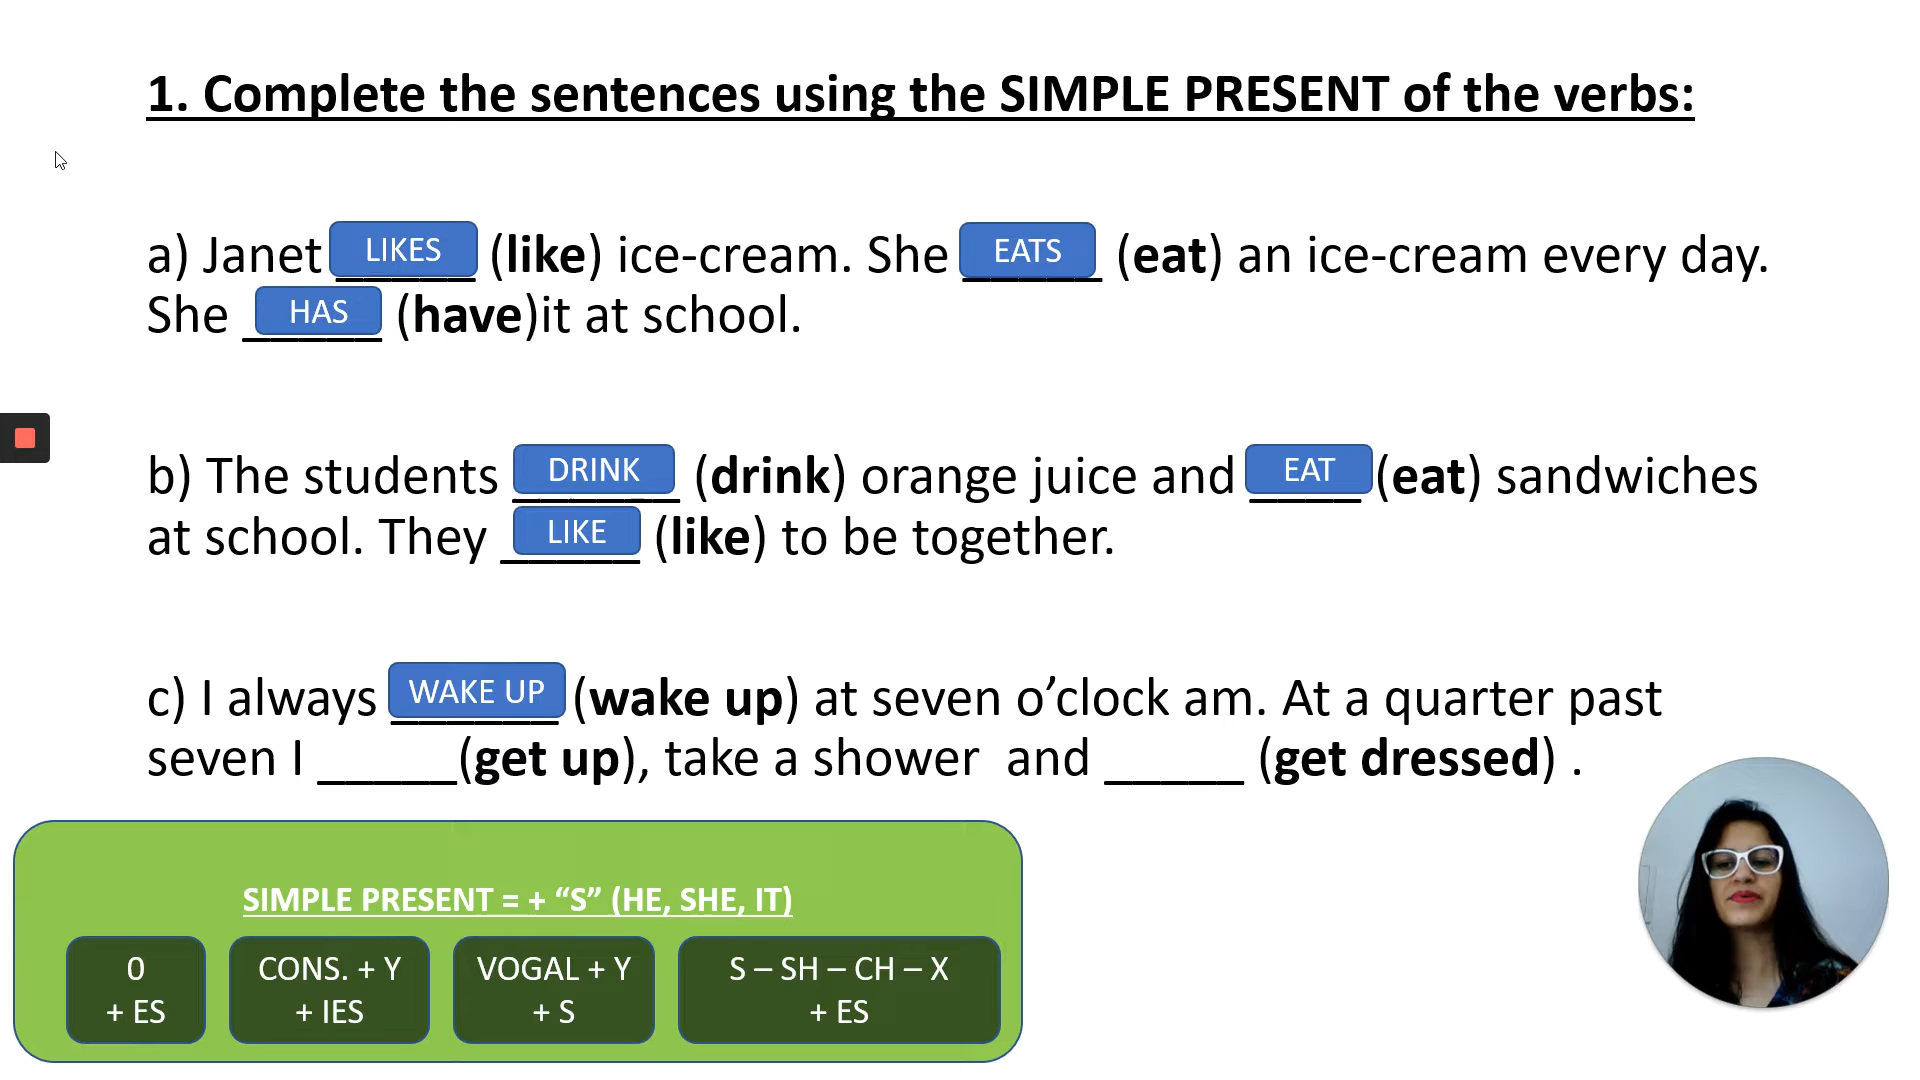 1. Complete the sentences using the SIMPLE PRESENT of the verbs:
a) Janet LIKES (like) ice-cream. She EATS (eat) an ice-cream every day.
She HAS (have)it at school.
b) The students DRINK (drink) orange juice and EAT (eat) sandwiches
at school. They LIKE (like) to be together.
c) I always WAKE UP (wake up) at seven o’clock am. At a quarter past
seven I _____(get up), take a shower and _____ (get dressed) .
SIMPLE PRESENT = + “S” (HE, SHE, IT)
0
+ ES
CONS. + Y
+ IES
VOGAL + Y
+ S
S – SH – CH – X
+ ES